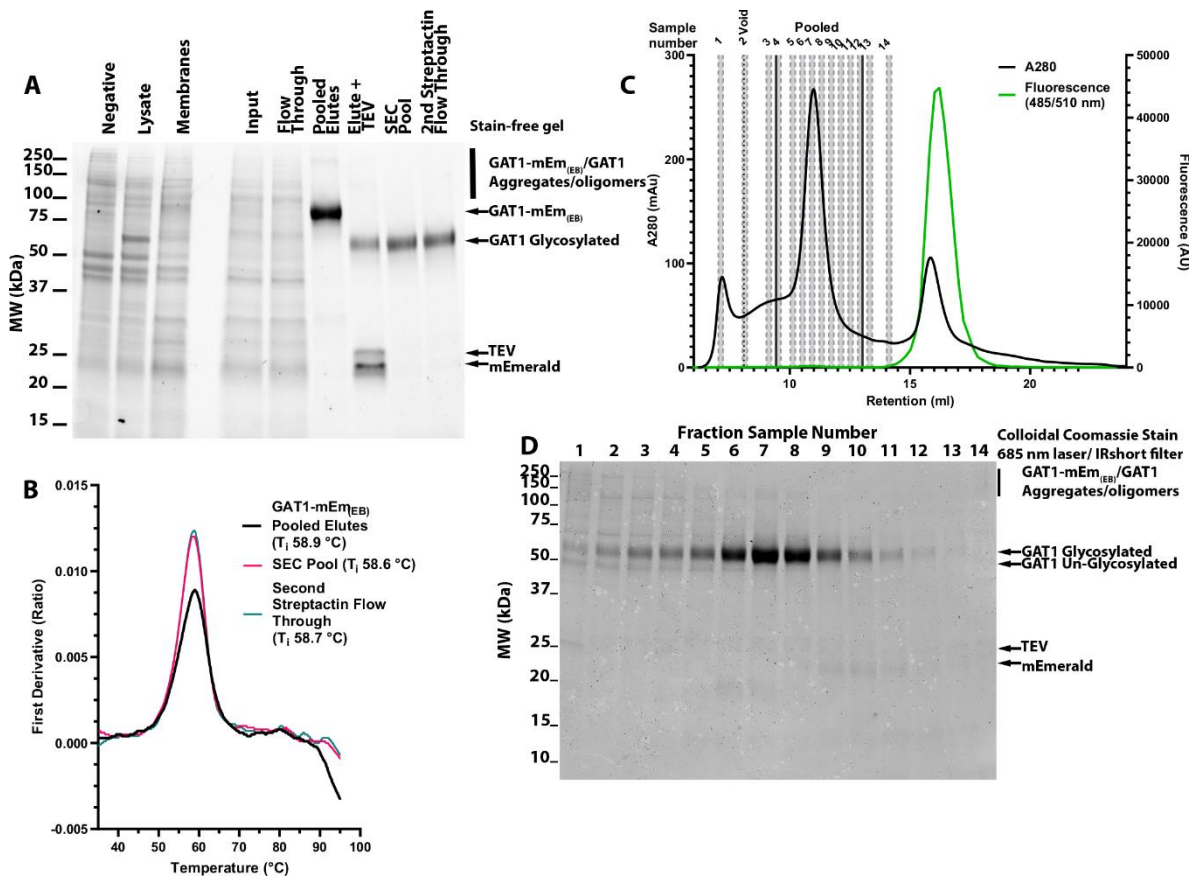 A
Negative
Lysate
Membranes
Input
Flow
Through
Pooled
Elutes
Elute +
TEV
SEC
Pool
2nd Streptactin
Flow Through
Stain-free gel
MW (kDa)
250
150
100
75
50
37
25
20
15
GAT1-mEm(EB)/GAT1
Aggregates/oligomers
GAT1-mEm(EB)
GAT1 Glycosylated
TEV
mEmerald
B
First Derivative (Ratio)
0.015
0.010
0.005
0.000
-0.005
40 50 60 70 80 90 100
Temperature (°C)
GAT1-mEm(EB)
Pooled Elutes
(Ti 58.9 °C)
SEC Pool (Ti 58.6 °C)
Second
Streptactin Flow
Through
(Ti 58.7 °C)
C
Sample
number
Void
Pooled
1 2 3 4 5 6 7 8 9 10 11 12 13 14
A280 (mAu)
300
200
100
0
50000
40000
30000
20000
10000
0
Fluorescence
(AU)
A280
Fluorescence
(485/510 nm)
10 15 20
Retention (ml)
D
Fraction Sample Number
1 2 3 4 5 6 7 8 9 10 11 12 13 14
Colloidal Coomassie Stain
685 nm laser/ IRshort filter
MW (kDa)
250
150
100
75
50
37
25
20
15
10
GAT1-mEm(EB)/GAT1
Aggregates/oligomers
GAT1 Glycosylated
GAT1 Un-Glycosylated
TEV
mEmerald